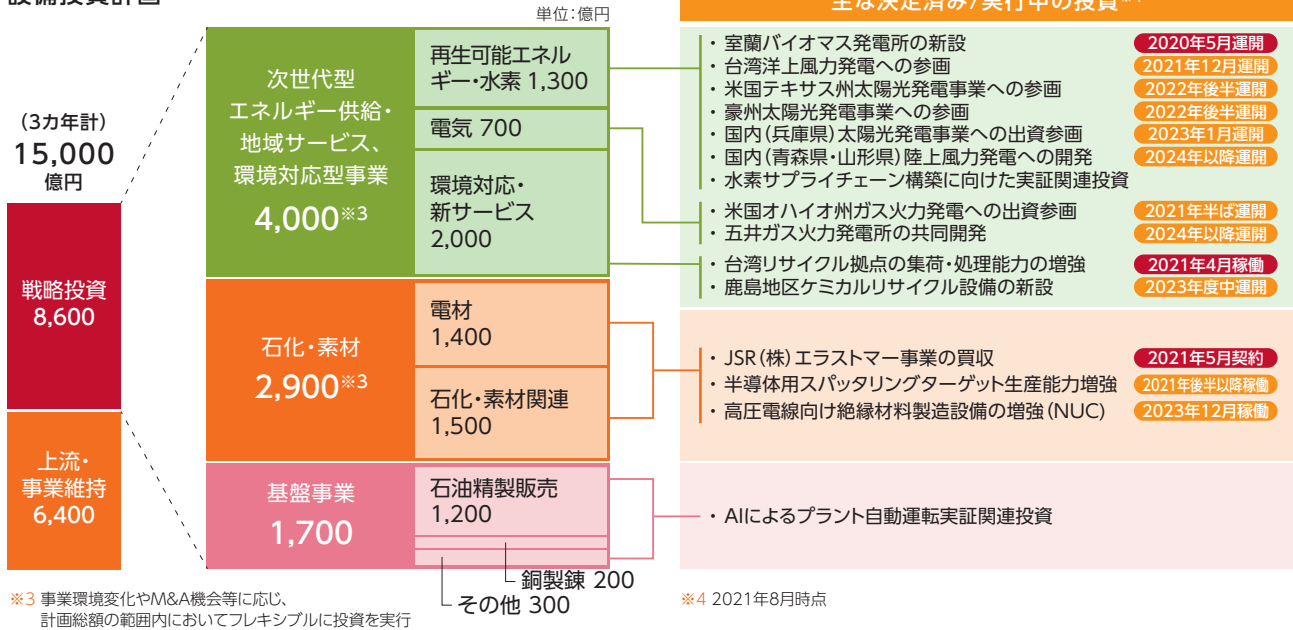 設備投資計画
単位：億円
主な決定済み/実行中の投資※4
(3カ年計)
15,000
億円
戦略投資
8,600
上流・
事業維持
6,400
次世代型
エネルギー供給・
地域サービス、
環境対応型事業
4,000※3
再生可能エネル
ギー・水素 1,300
電気 700
環境対応・
新サービス
2,000
石化・素材
2,900※3
電材
1,400
石化・素材関連
1,500
基盤事業
1,700
石油精製販売
1,200
銅製錬 200
その他 300
・ 室蘭バイオマス発電所の新設 2020年5月運開
・ 台湾洋上風力発電への参画 2021年12月運開
・ 米国テキサス州太陽光発電事業への参画 2022年後半運開
・ 豪州太陽光発電事業への参画 2022年後半運開
・ 国内(兵庫県)太陽光発電事業への出資参画 2023年1月運開
・ 国内(青森県・山形県)陸上風力発電への開発 2024年以降運開
・ 水素サプライチェーン構築に向けた実証関連投資
・ 米国オハイオ州ガス火力発電への出資参画 2021年半ば運開
・ 五井ガス火力発電所の共同開発 2024年以降運開
・ 台湾リサイクル拠点の集荷・処理能力の増強 2021年4月稼働
・ 鹿島地区ケミカルリサイクル設備の新設 2023年度中運開
・ JSR(株)エラストマー事業の買収 2021年5月契約
・ 半導体用スパッタリングターゲット生産能力増強 2021年後半以降稼働
・ 高圧電線向け絶縁材料製造設備の増強(NUC) 2023年12月稼働
・ AIによるプラント自動運転実証関連投資
※3 事業環境変化やM&A機会等に応じ、
計画総額の範囲内においてフレキシブルに投資を実行
※4 2021年8月時点